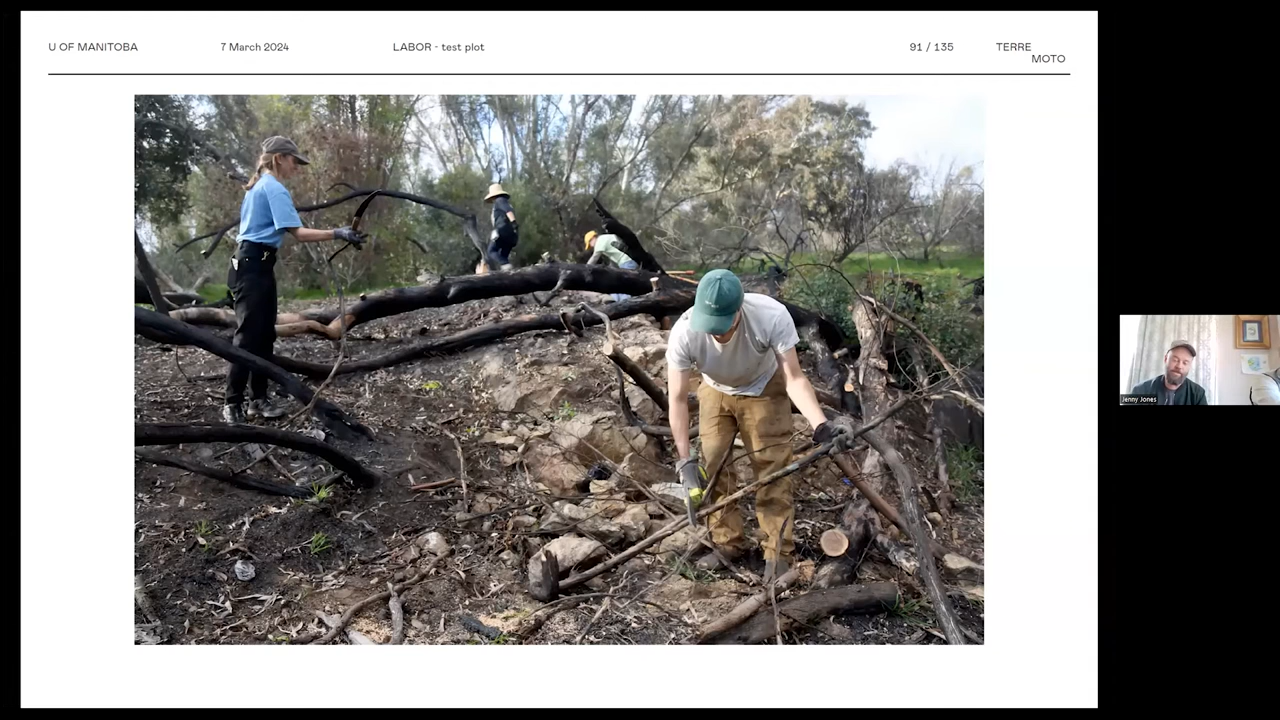 U OF MANITOBA
7 March 2024
LABOR - test plot
91 / 135
TERRE
MOTO
Jenny Jones